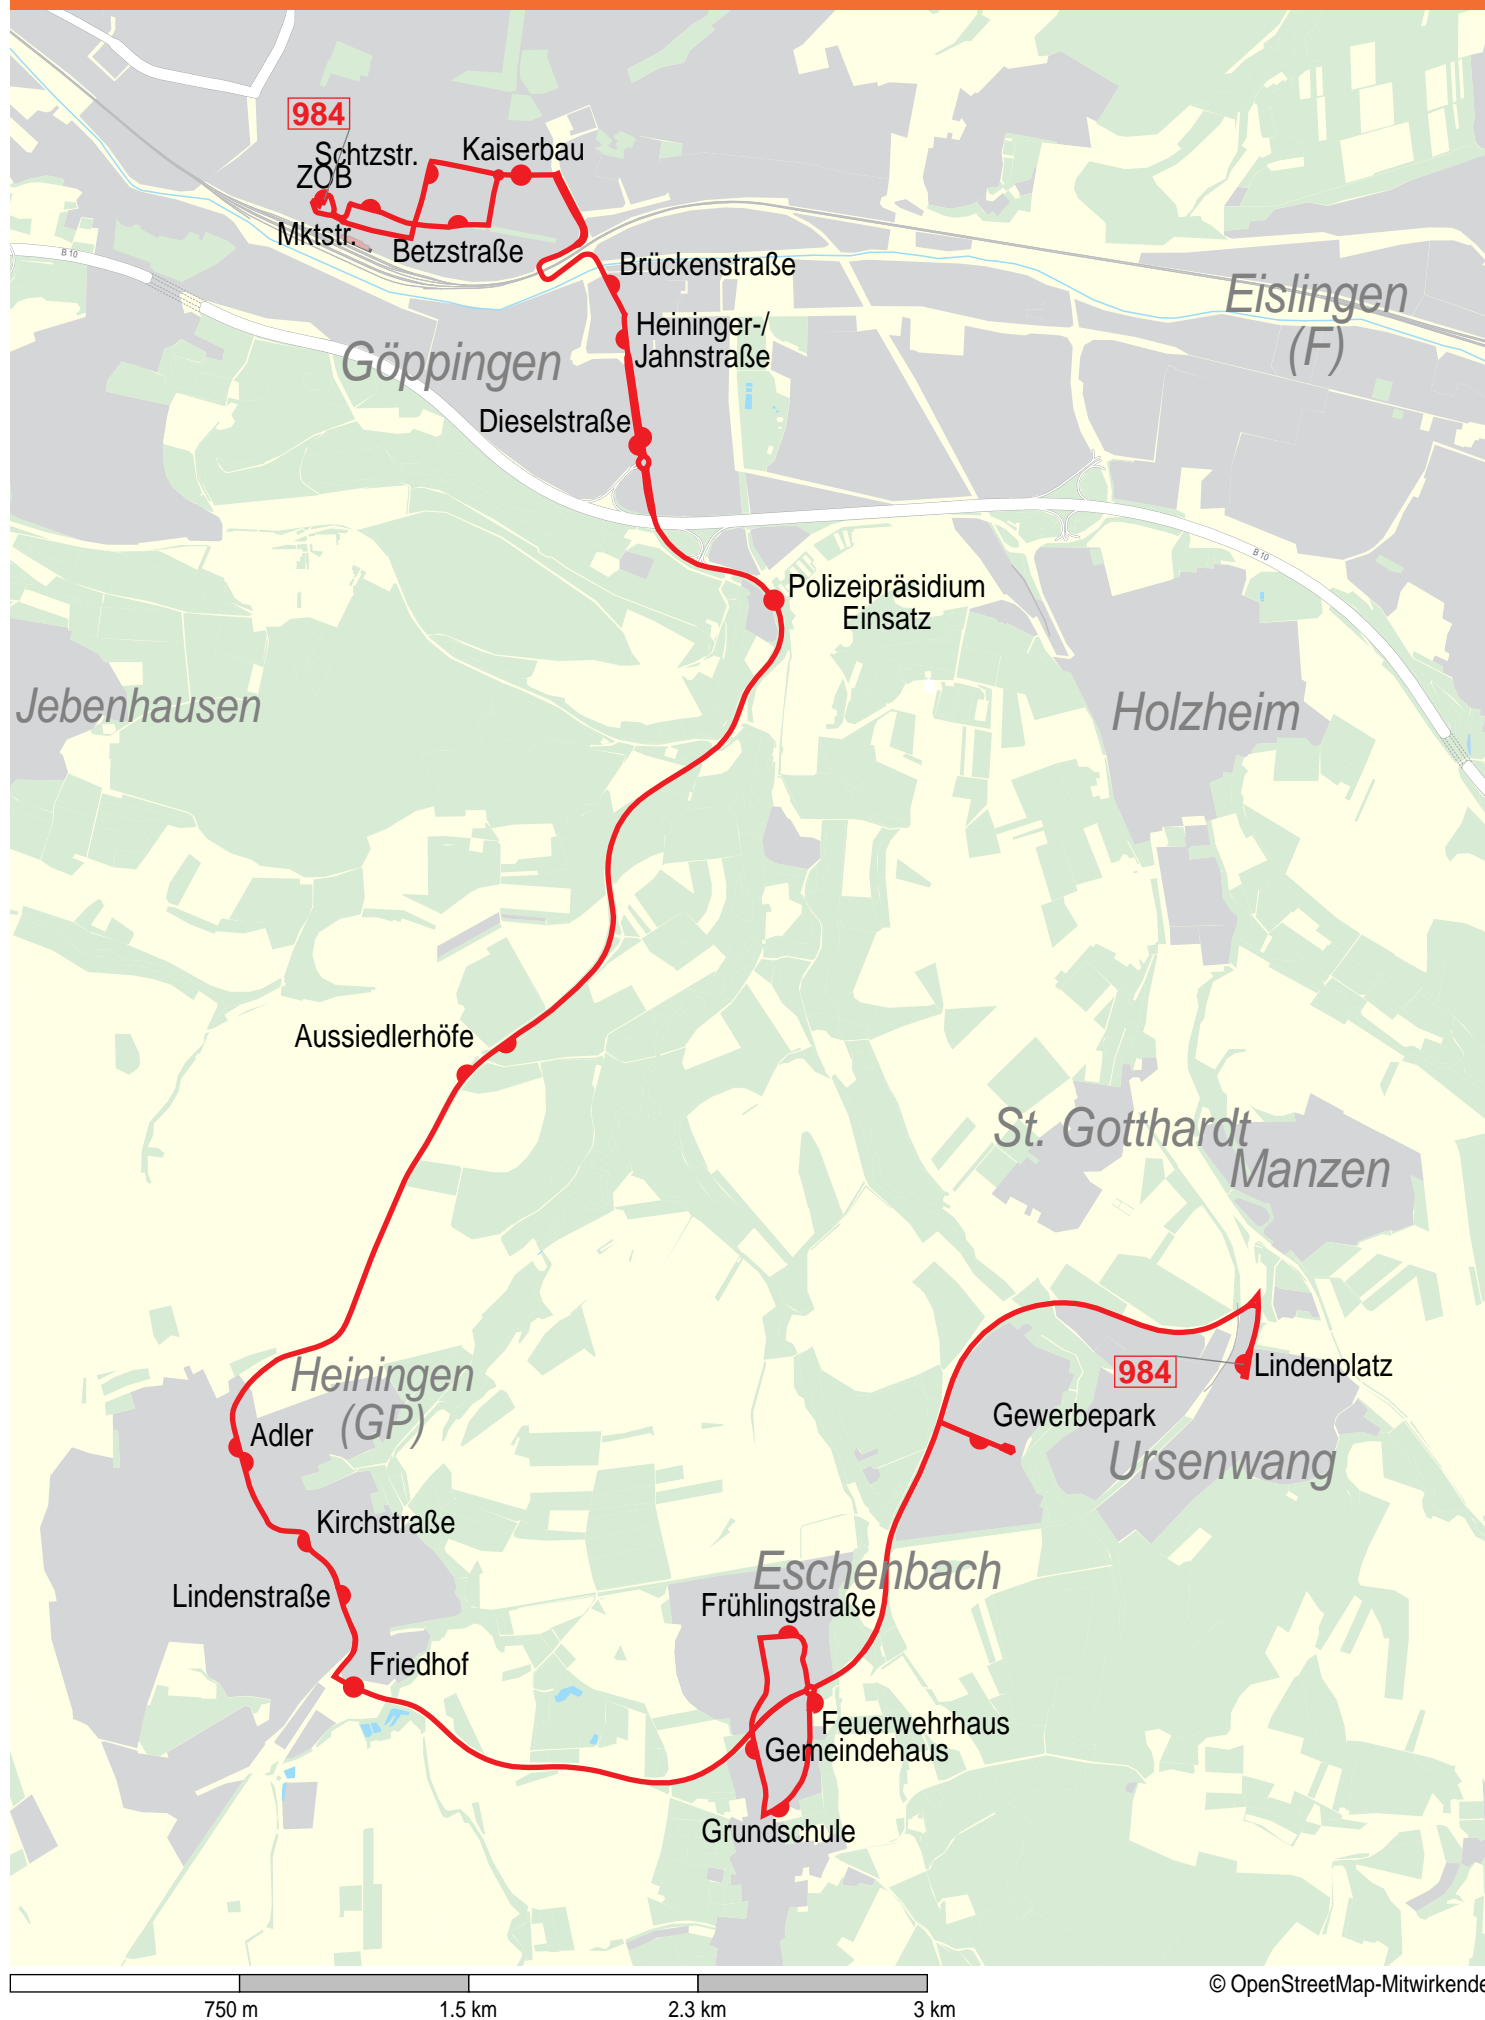 984
Schtzstr.
Kaiserbau
ZOB
Mktstr.
Betzstraße
B 10
Brückenstraße
Eislingen
(F)
Heininger-/
Jahnstraße
Göppingen
Dieselstraße
B 10
Polizeipräsidium
Einsatz
Jebenhausen
Holzheim
Aussiedlerhöfe
St. Gotthardt
Manzen
984
Lindenplatz
Heiningen
(GP)
Adler
Gewerbepark
Ursenwang
Kirchstraße
Eschenbach
Lindenstraße
Frühlingstraße
Friedhof
Feuerwehrhaus
Gemeindehaus
Grundschule
© OpenStreetMap-Mitwirkende
750 m
1.5 km
2.3 km
3 km